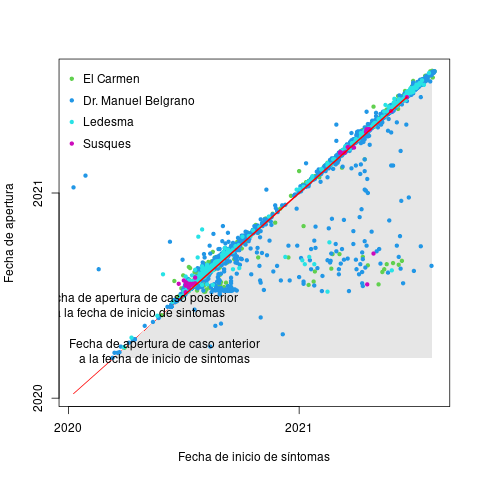 El Carmen
Dr. Manuel Belgrano
Ledesma
Susques
Fecha de apertura
2021
2020
cha de apertura de caso posterior
a la fecha de inicio de síntomas
Fecha de apertura de caso anterior
a la fecha de inicio de síntomas
2020
2021
Fecha de inicio de síntomas